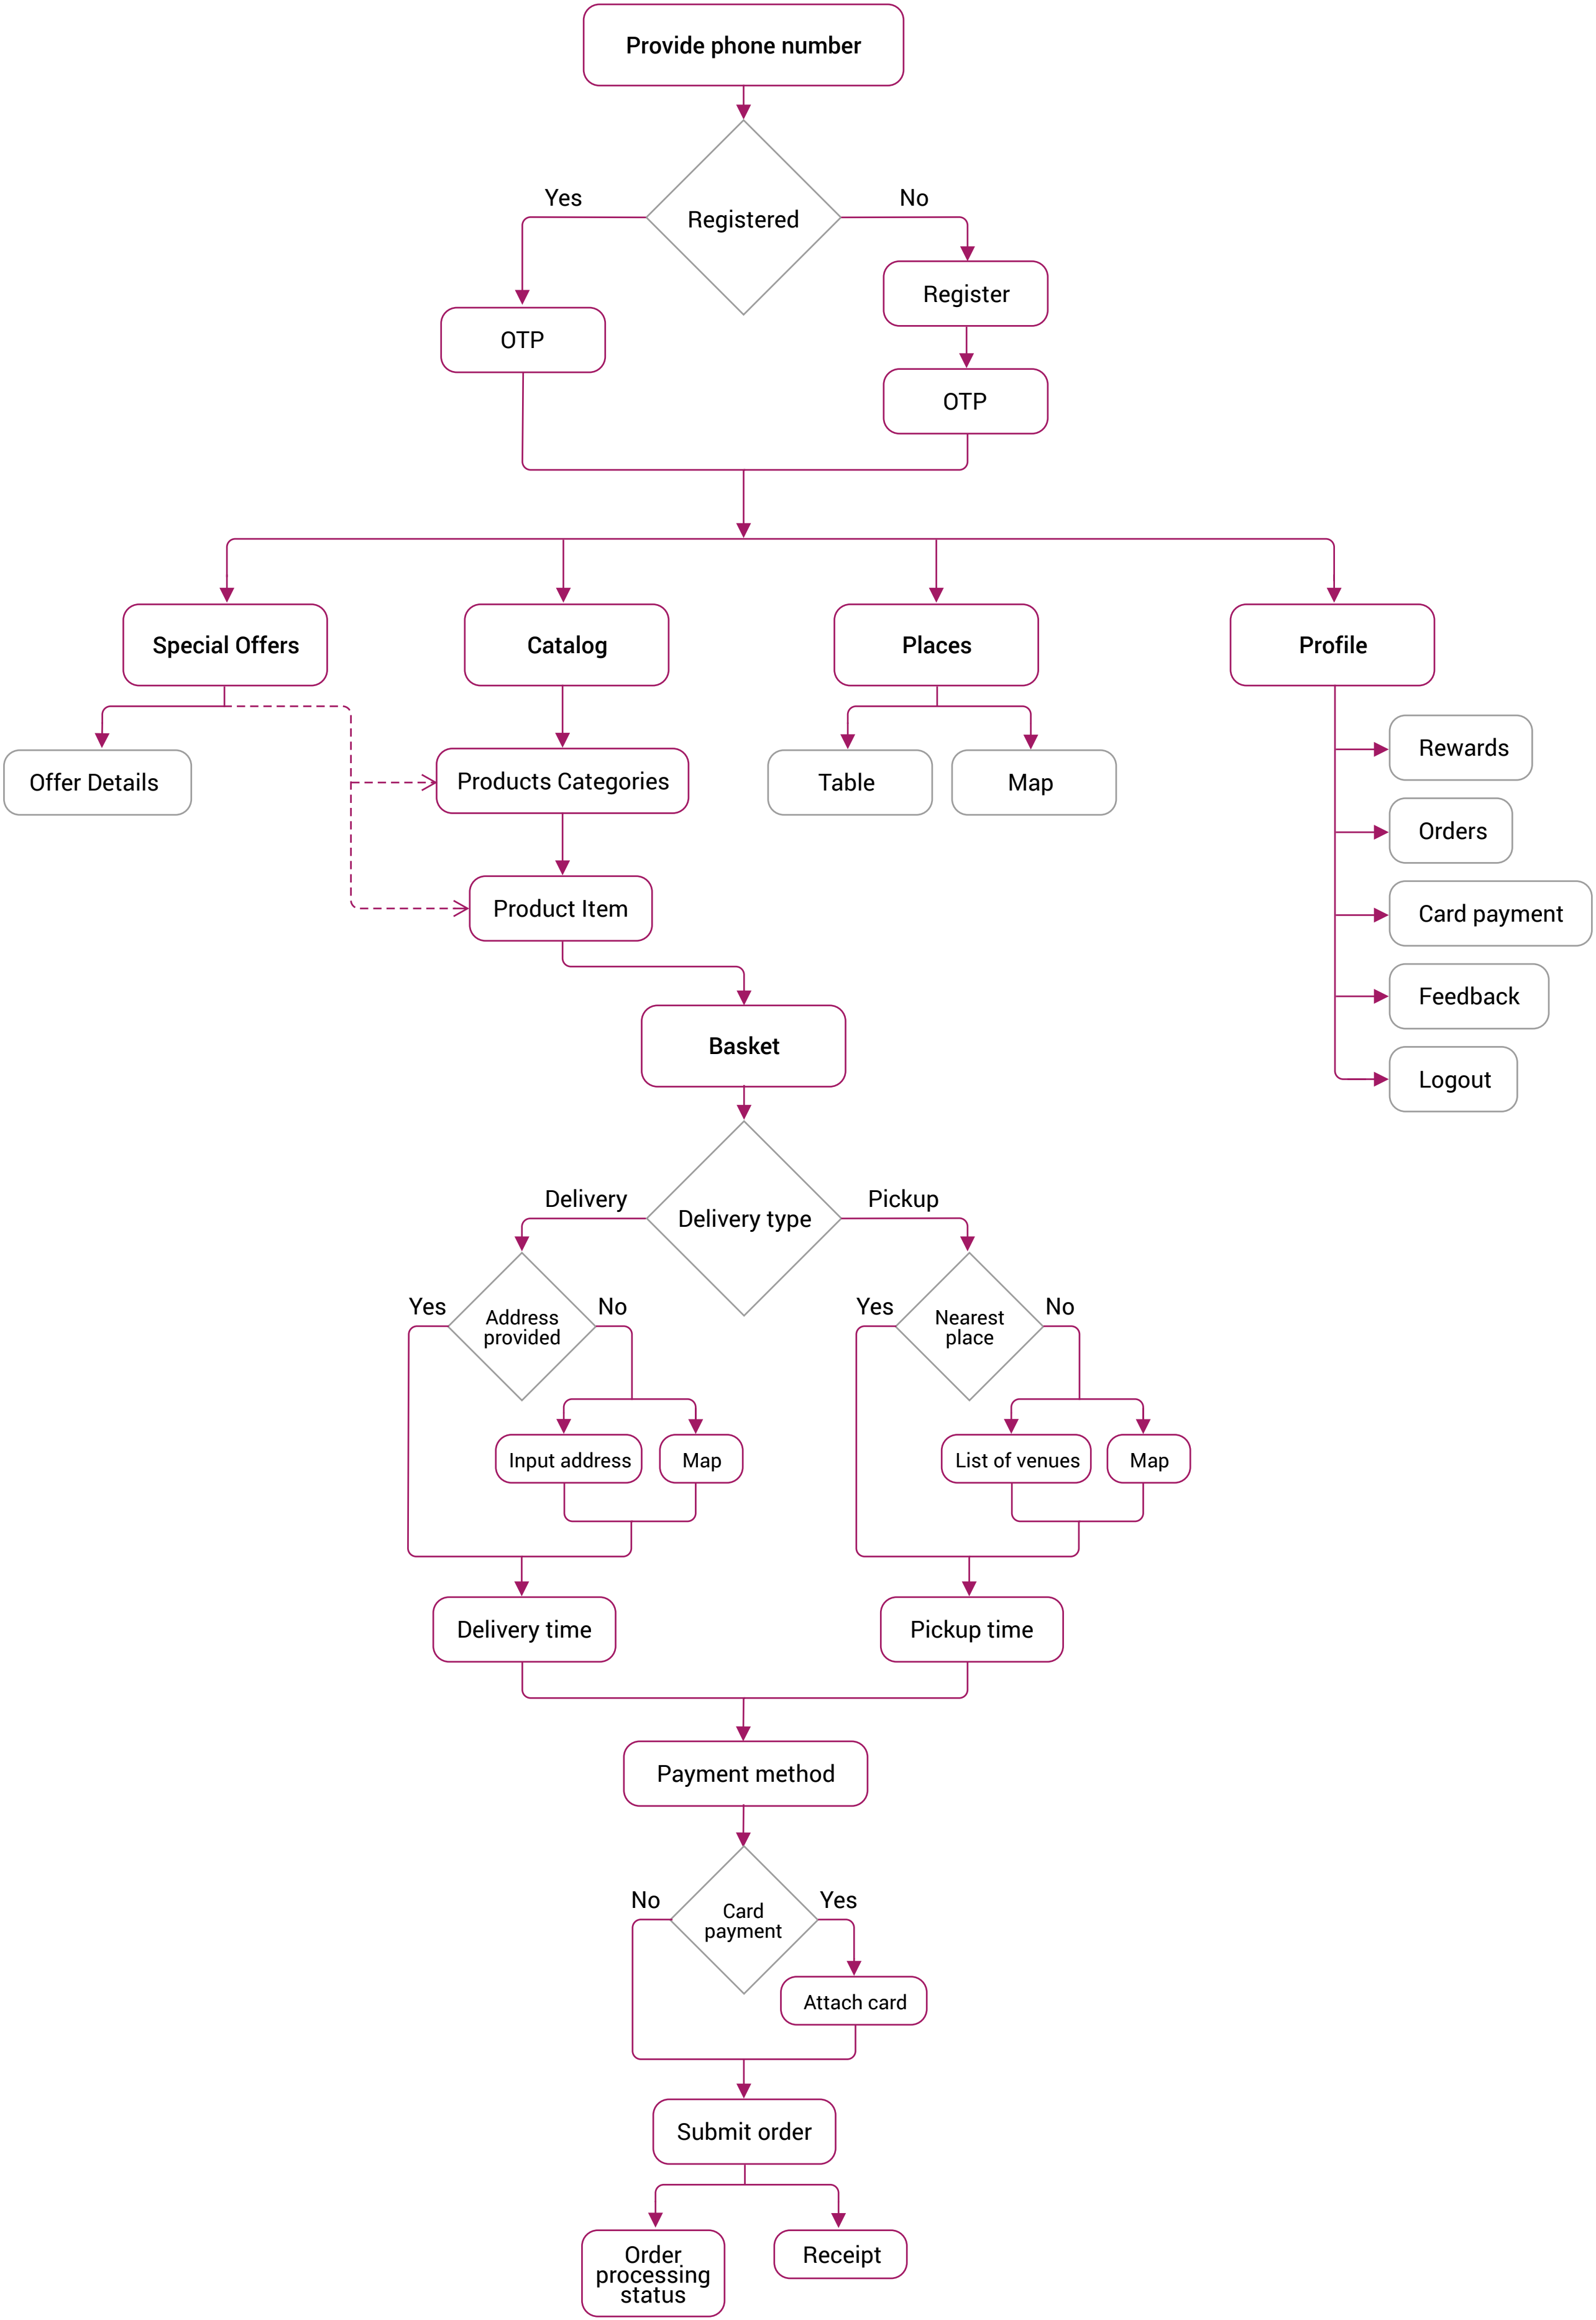 Provide phone number
Yes
No
Registered
Register
OTP
OTP
Special Offers
Catalog
Places
Profile
Offer Details
Products Categories
Table
Map
Rewards
Orders
Product Item
Card payment
Feedback
Basket
Logout
Delivery
Pickup
Delivery type
Yes
Address
provided
No
Yes
Nearest
place
No
Input address
Map
List of venues
Map
Delivery time
Pickup time
Payment method
No
Yes
Card
payment
Attach card
Submit order
Order
processing
status
Receipt